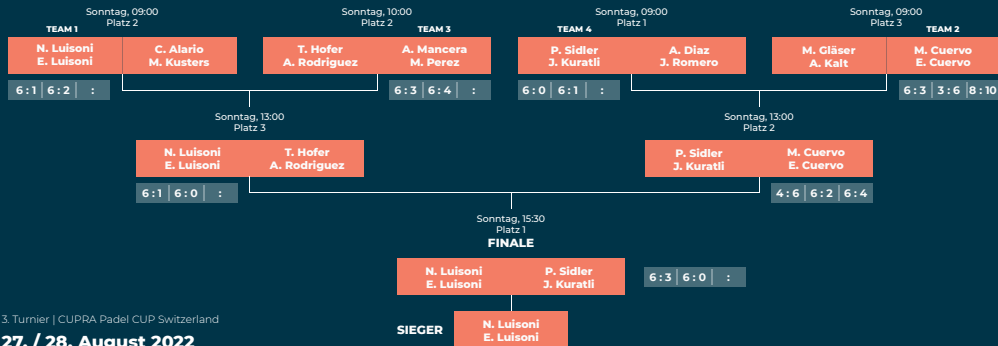 Sonntag, 09:00
Platz 2
TEAM 1
N. Luisoni
E. Luisoni
C. Alario
M. Kusters
6:1 6:2 :
Sonntag, 10:00
Platz 2
TEAM 3
T. Hofer
A. Rodriguez
A. Mancera
M. Perez
6:3 6:4 :
Sonntag, 09:00
TEAM 4
Platz 1
P. Sidler
J. Kuratli
A. Diaz
J. Romero
6:0 6:1 :
Sonntag, 09:00
Platz 3
TEAM 2
M. Gläser
A. Kalt
M. Cuervo
E. Cuervo
6:3 3:6 8:10
Sonntag, 13:00
Platz 3
N. Luisoni
E. Luisoni
T. Hofer
A. Rodriguez
6:1 6:0 :
Sonntag, 13:00
Platz 2
P. Sidler
J. Kuratli
M. Cuervo
E. Cuervo
4:6 6:2 6:4
Sonntag, 15:30
Platz 1
FINALE
N. Luisoni
E. Luisoni
P. Sidler
J. Kuratli
6:3 6:0 :
SIEGER
N. Luisoni
E. Luisoni
3. Turnier | CUPRA Padel CUP Switzerland
27. / 28. August 2022